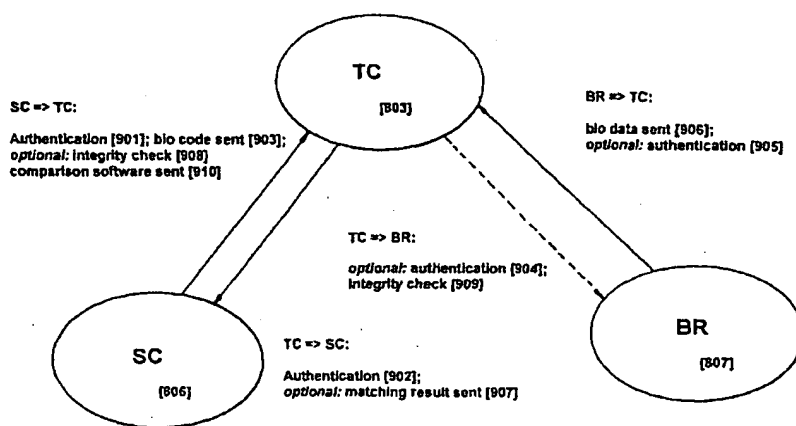 TC
[803]
SC => TC:
Authentication [901]; bio code sent [903];
optional: integrity check [908]
comparison software sent [910]
BR => TC:
bio data sent [906];
optional: authentication [905]
TC => BR:
optional: authentication [904];
integrity check [909]
SC
[806]
TC => SC:
Authentication [902];
optional: matching result sent [907]
BR
[807]